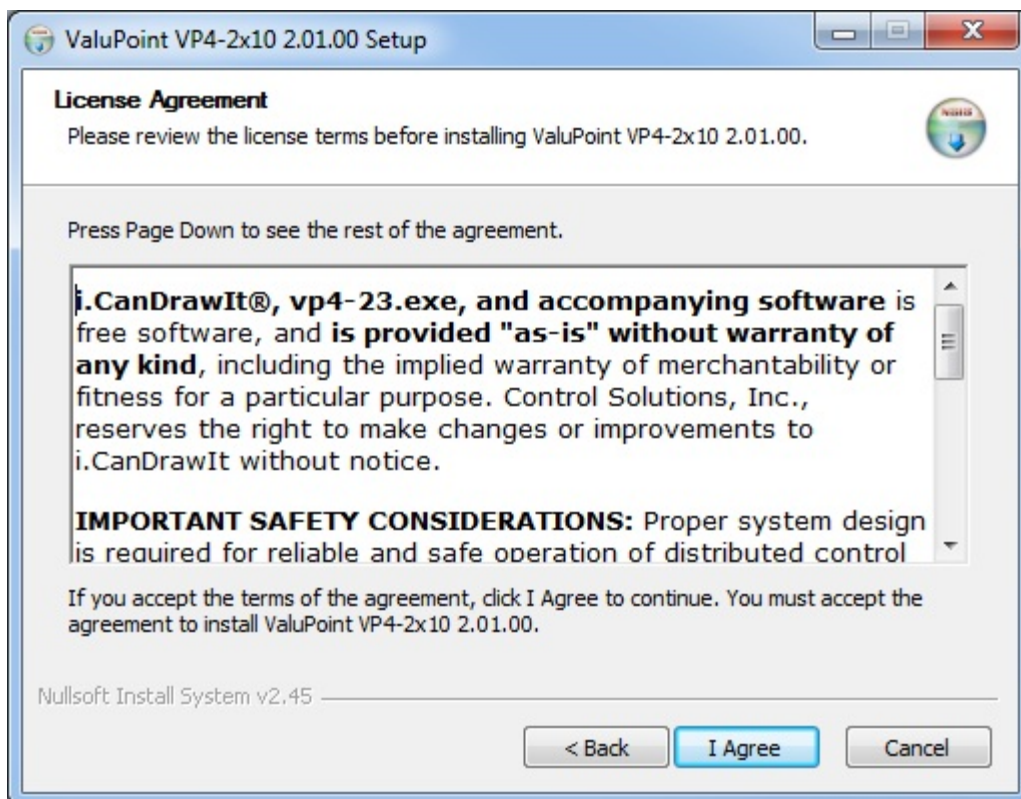 ValuPoint VP4-2x10 2.01.00 Setup
License Agreement
Please review the license terms before installing ValuPoint VP4-2x10 2.01.00.
NSIS
Press Page Down to see the rest of the agreement.
i.CanDrawIt®, vp4-23.exe, and accompanying software is
free software, and is provided "as-is" without warranty of
any kind, including the implied warranty of merchantability or
fitness for a particular purpose. Control Solutions, Inc.,
reserves the right to make changes or improvements to
i.CanDrawIt without notice.
IMPORTANT SAFETY CONSIDERATIONS: Proper system design
is required for reliable and safe operation of distributed control
If you accept the terms of the agreement, click I Agree to continue. You must accept the
agreement to install ValuPoint VP4-2x10 2.01.00.
Nullsoft Install System v2.45
< Back
I Agree
Cancel